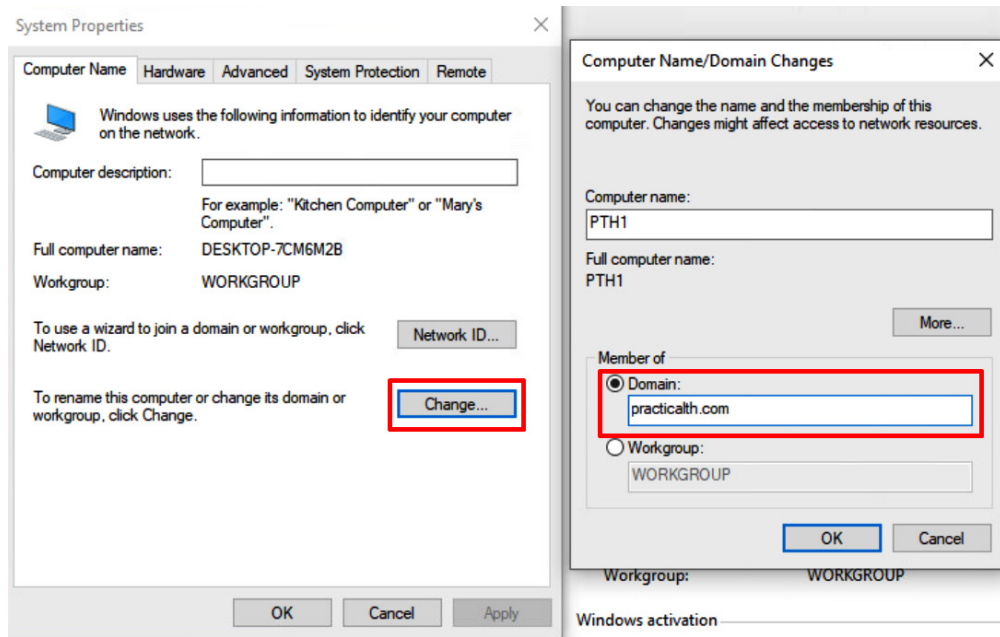 System Properties
Computer Name
Hardware
Advanced
System Protection
Remote
Windows uses the following information to identify your computer
on the network.
Computer description:
For example: "Kitchen Computer" or "Mary's
Computer".
Full computer name:
DESKTOP-7CM6M2B
Workgroup:
WORKGROUP
To use a wizard to join a domain or workgroup, click
Network ID.
Network ID...
To rename this computer or change its domain or
workgroup, click Change.
Change...
OK
Cancel
Apply
Computer Name/Domain Changes
You can change the name and the membership of this
computer. Changes might affect access to network resources.
Computer name:
PTH1
Full computer name:
PTH1
More...
Member of
Domain:
practicalth.com
Workgroup:
WORKGROUP
OK
Cancel
Workgroup:
WORKGROUP
Windows activation